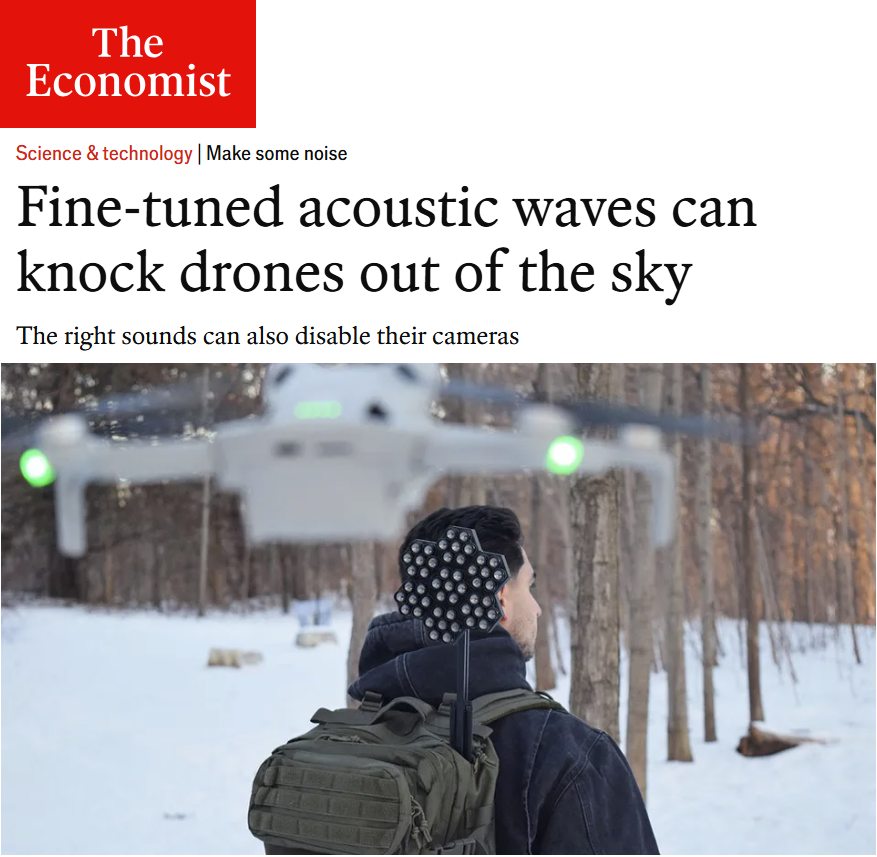 The
Economist
Science & technology | Make some noise
Fine-tuned acoustic waves can
knock drones out of the sky
The right sounds can also disable their cameras